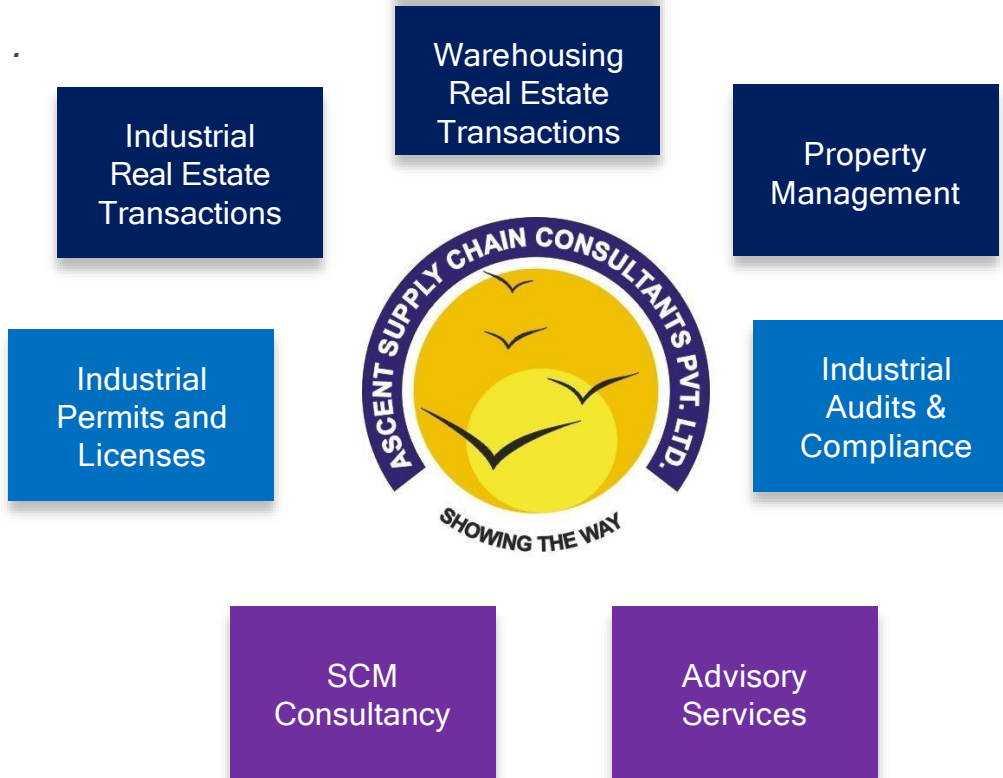 .
Warehousing
Real Estate
Transactions
Industrial
Real Estate
Transactions
Property
Management
ASCENT SUPPLY CHAIN CONSULTANTS PVT. LTD.
SHOWING THE WAY
Industrial
Permits and
Licenses
Industrial
Audits &
Compliance
SCM
Consultancy
Advisory
Services